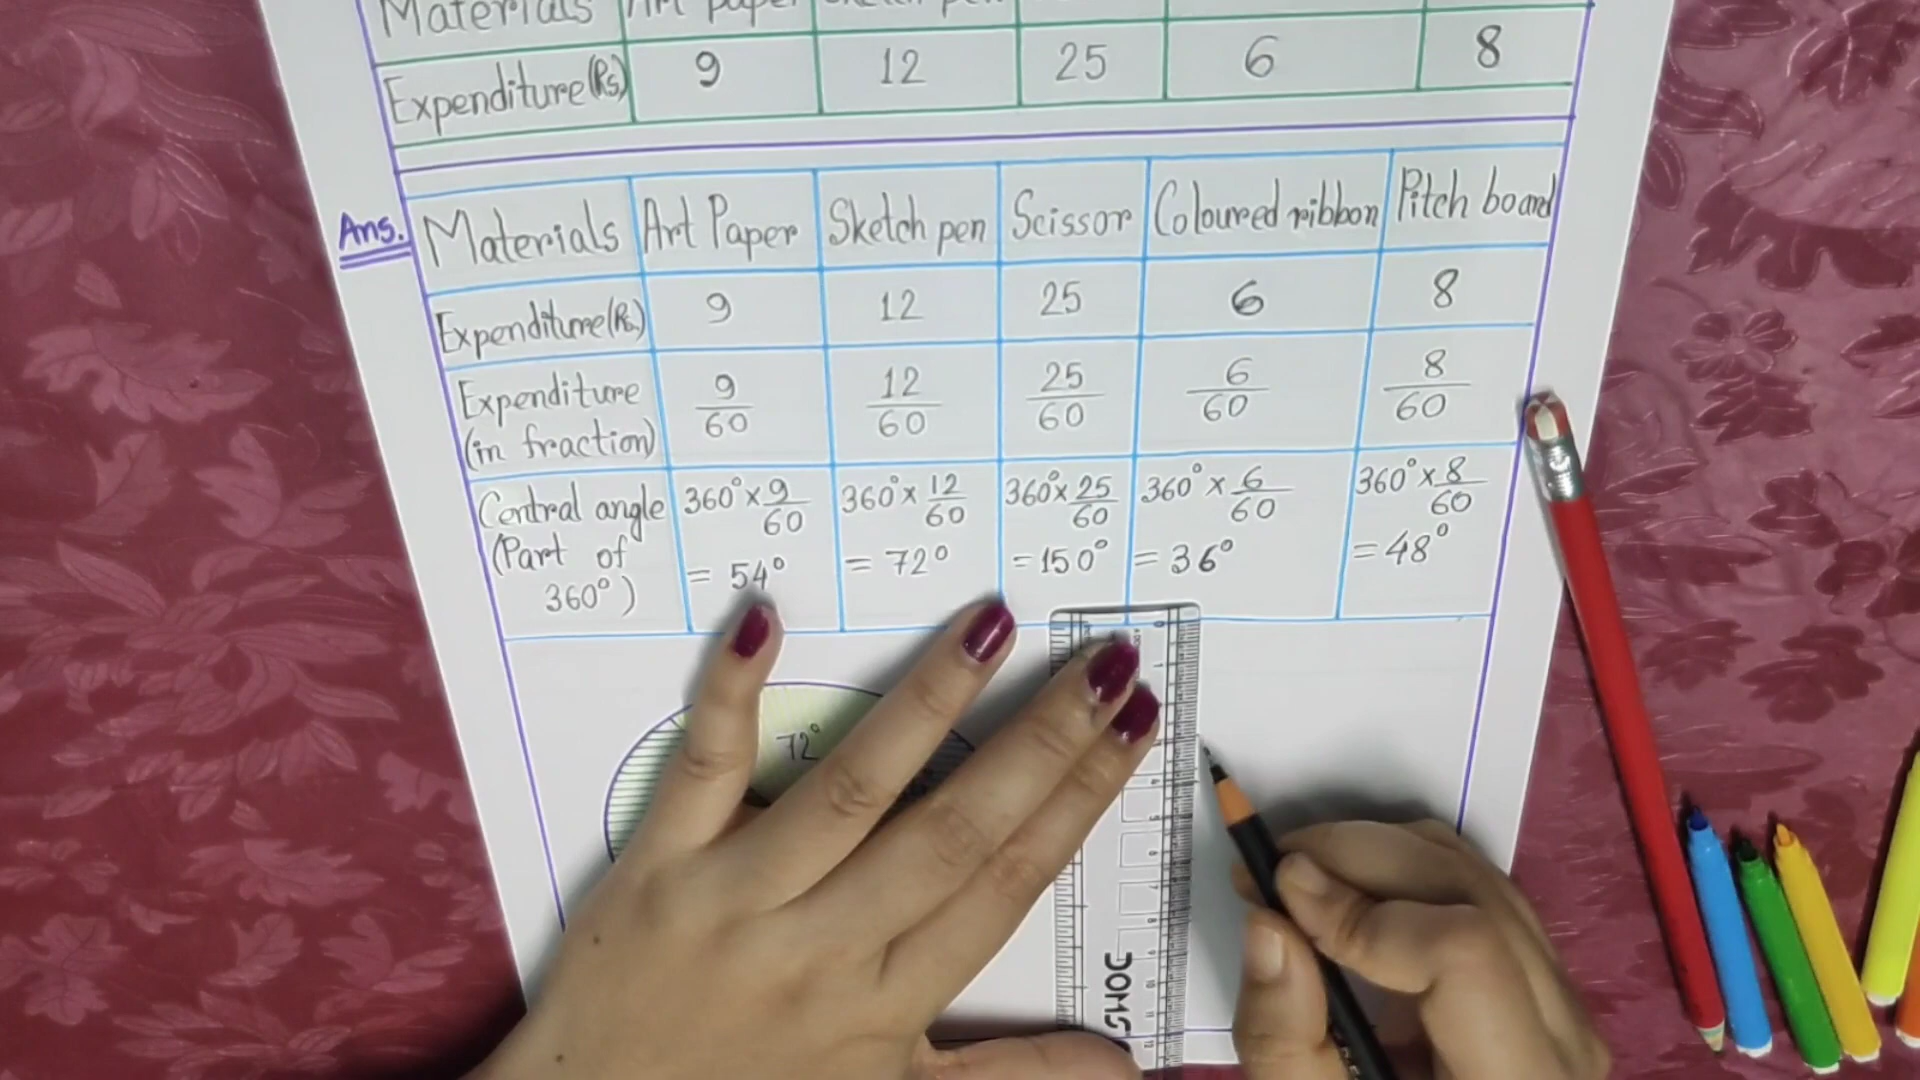 Materials Art paper
Expenditure(Rs) 9 12 25 6 8
Ans.
Materials Art Paper Sketch pen Scissor Coloured ribbon Pitch board
Expenditure(Rs.) 9 12 25 6 8
Expenditure (in fraction) 9/60 12/60 25/60 6/60 8/60
Central angle 360°×9/60 360°×12/60 360°×25/60 360°×6/60 360°×8/60
(Part of 360°) = 54° = 72° = 150° = 36° = 48°
72°
DOMS